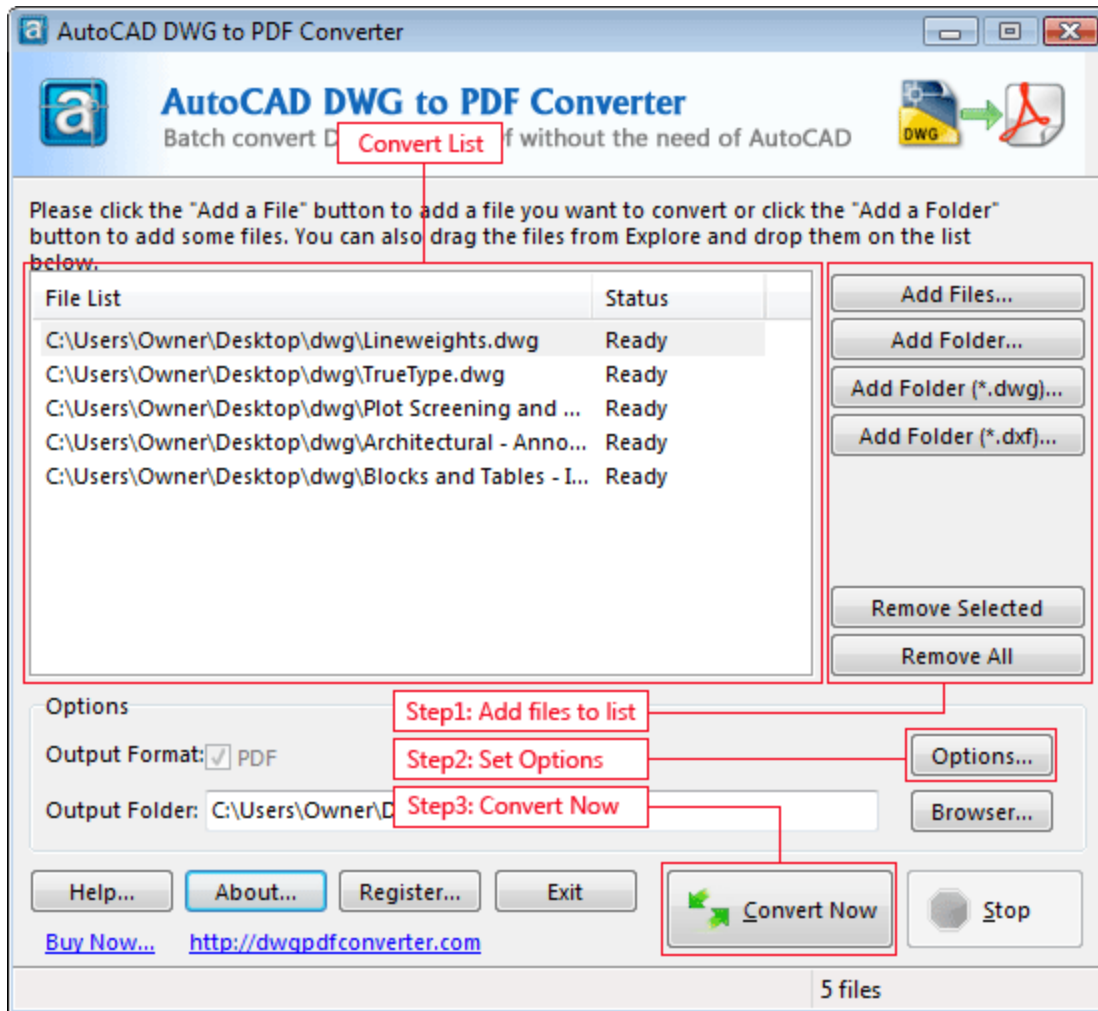 AutoCAD DWG to PDF Converter
AutoCAD DWG to PDF Converter
Batch convert D f without the need of AutoCAD
DWG
Convert List
Please click the "Add a File" button to add a file you want to convert or click the "Add a Folder"
button to add some files. You can also drag the files from Explore and drop them on the list
below.
File List Status
C:\Users\Owner\Desktop\dwg\Lineweights.dwg Ready
C:\Users\Owner\Desktop\dwg\TrueType.dwg Ready
C:\Users\Owner\Desktop\dwg\Plot Screening and ... Ready
C:\Users\Owner\Desktop\dwg\Architectural - Anno... Ready
C:\Users\Owner\Desktop\dwg\Blocks and Tables - I... Ready
Add Files...
Add Folder...
Add Folder (*.dwg)...
Add Folder (*.dxf)...
Remove Selected
Remove All
Options
Step1: Add files to list
Output Format: PDF
Step2: Set Options
Options...
Output Folder: C:\Users\Owner\D
Step3: Convert Now
Browser...
Help... About... Register... Exit
Convert Now
Stop
Buy Now... http://dwgpdfconverter.com
5 files